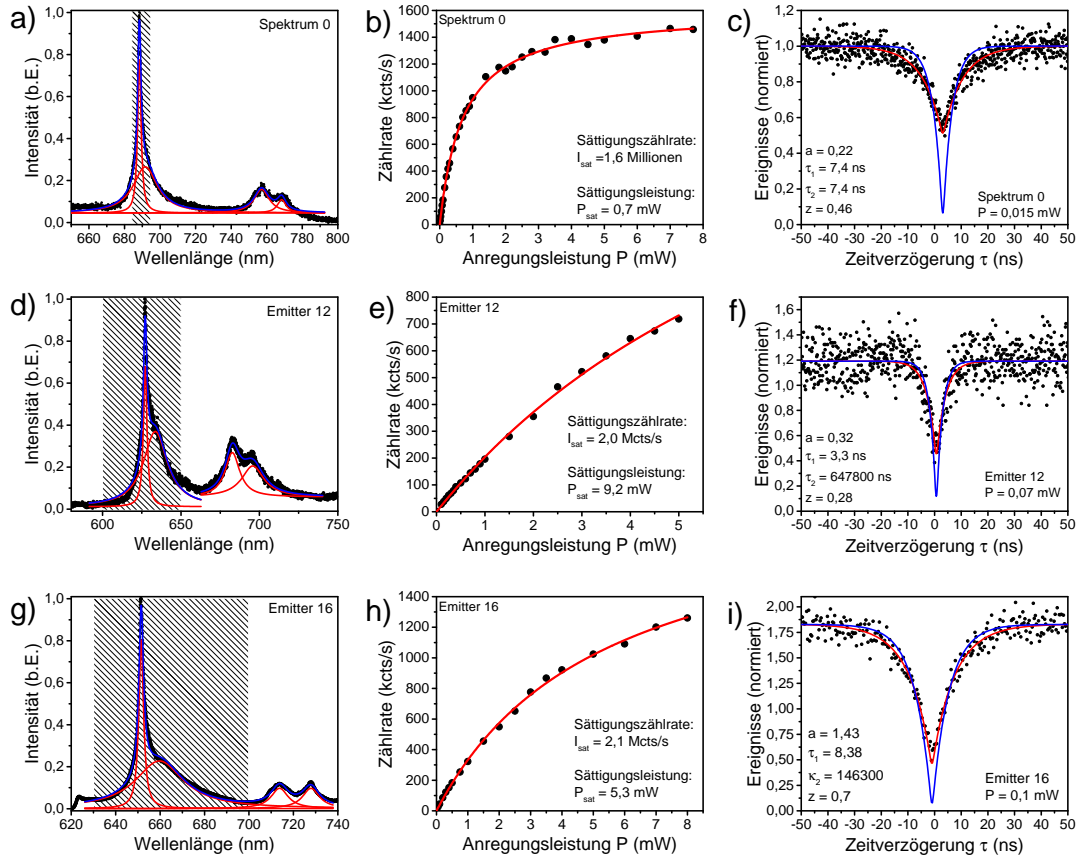 a)
Spektrum 0
1,0
0,8
0,6
0,4
0,2
0,0
660 680 700 720 740 760 780 800
Intensität (b.E.)
Wellenlänge (nm)
b)
Spektrum 0
1600
1400
1200
1000
800
600
400
200
0
0 1 2 3 4 5 6 7 8
Zählrate (kcts/s)
Anregungsleistung P (mW)
Sättigungszählrate:
I_sat =1,6 Millionen
Sättigungsleistung:
P_sat = 0,7 mW
c)
1,2
1,0
0,8
0,6
0,4
0,2
0,0
-50 -40 -30 -20 -10 0 10 20 30 40 50
Ereignisse (normiert)
Zeitverzögerung τ (ns)
a = 0,22
τ₁ = 7,4 ns
τ₂ = 7,4 ns
z = 0,46
Spektrum 0
P = 0,015 mW
d)
Emitter 12
1,0
0,8
0,6
0,4
0,2
0,0
600 650 700 750
Intensität (b.E.)
Wellenlänge (nm)
e)
Emitter 12
800
700
600
500
400
300
200
100
0
0 1 2 3 4 5
Zählrate (kcts/s)
Anregungsleistung P (mW)
Sättigungszählrate:
I_sat = 2,0 Mcts/s
Sättigungsleistung:
P_sat = 9,2 mW
f)
1,6
1,4
1,2
1,0
0,8
0,6
0,4
0,2
0,0
-50 -40 -30 -20 -10 0 10 20 30 40 50
Ereignisse (normiert)
Zeitverzögerung τ (ns)
a = 0,32
τ₁ = 3,3 ns
τ₂ = 647800 ns
z = 0,28
Emitter 12
P = 0,07 mW
g)
Emitter 16
1,0
0,8
0,6
0,4
0,2
0,0
620 640 660 680 700 720 740
Intensität (b.E.)
Wellenlänge (nm)
h)
Emitter 16
1400
1200
1000
800
600
400
200
0
0 1 2 3 4 5 6 7 8
Zählrate (kcts/s)
Anregungsleistung P (mW)
Sättigungszählrate:
I_sat = 2,1 Mcts/s
Sättigungsleistung:
P_sat = 5,3 mW
i)
2,00
1,75
1,50
1,25
1,00
0,75
0,50
0,25
0,00
-50 -40 -30 -20 -10 0 10 20 30 40 50
Ereignisse (normiert)
Zeitverzögerung τ (ns)
a = 1,43
τ₁ = 8,38
κ₂ = 146300
z = 0,7
Emitter 16
P = 0,1 mW